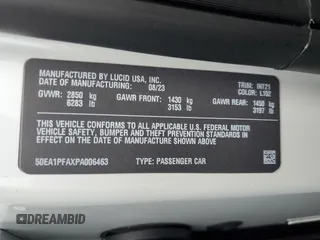 MANUFACTURED BY LUCID USA, INC.
DATE OF MANUFACTURE: 08/23
TRIM: INTZ1
COLOR: L102
GVWR: 2850 kg GAWR FRONT: 1430 kg GAWR REAR: 1450 kg
6283 lb 3153 lb 3197 lb
THIS VEHICLE CONFORMS TO ALL APPLICABLE U.S. FEDERAL MOTOR
VEHICLE SAFETY, BUMPER AND THEFT PREVENTION STANDARDS
IN EFFECT ON THE DATE OF MANUFACTURE SHOWN ABOVE
50EA1PFAXPA006463 TYPE: PASSENGER CAR
DREAMBID